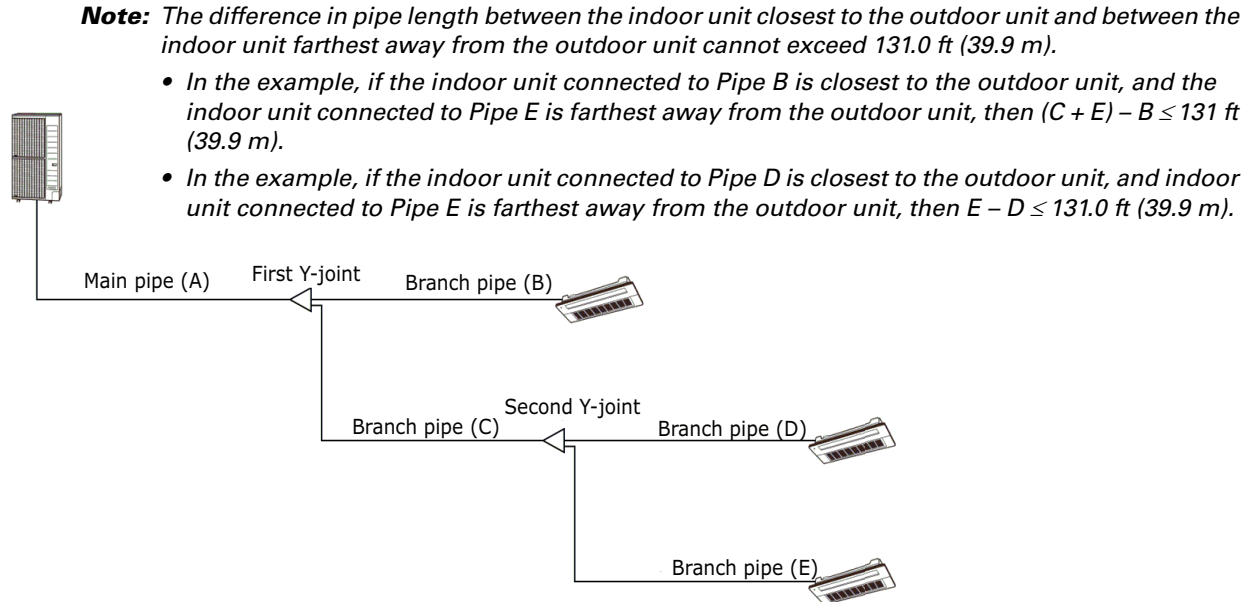 Note: The difference in pipe length between the indoor unit closest to the outdoor unit and between the
indoor unit farthest away from the outdoor unit cannot exceed 131.0 ft (39.9 m).
• In the example, if the indoor unit connected to Pipe B is closest to the outdoor unit, and the
indoor unit connected to Pipe E is farthest away from the outdoor unit, then (C + E) – B ≤ 131 ft
(39.9 m).
• In the example, if the indoor unit connected to Pipe D is closest to the outdoor unit, and indoor
unit connected to Pipe E is farthest away from the outdoor unit, then E – D ≤ 131.0 ft (39.9 m).
Main pipe (A)
First Y-joint
Branch pipe (B)
Second Y-joint
Branch pipe (C)
Branch pipe (D)
Branch pipe (E)